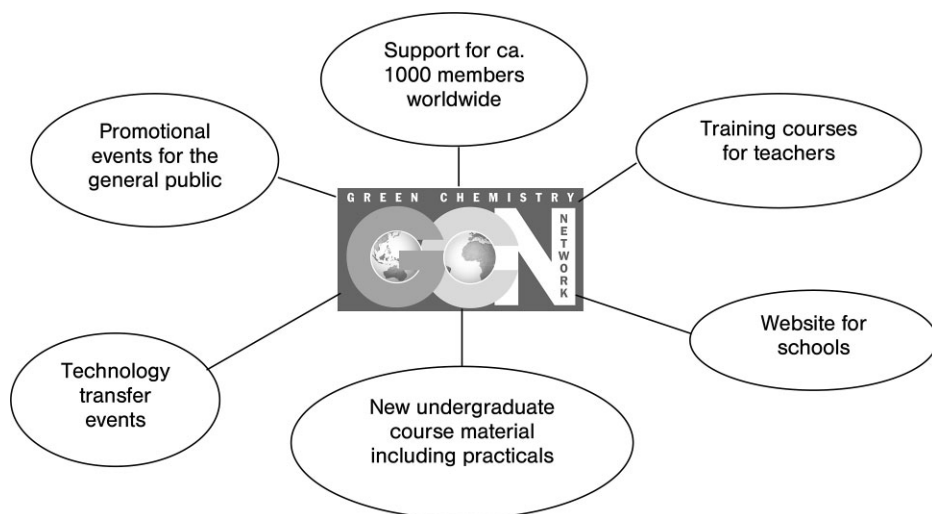 Support for ca.
1000 members
worldwide
Promotional
events for the
general public
Training courses
for teachers
GREEN CHEMISTRY
GCN
NETWORK
Technology
transfer
events
Website for
schools
New undergraduate
course material
including practicals